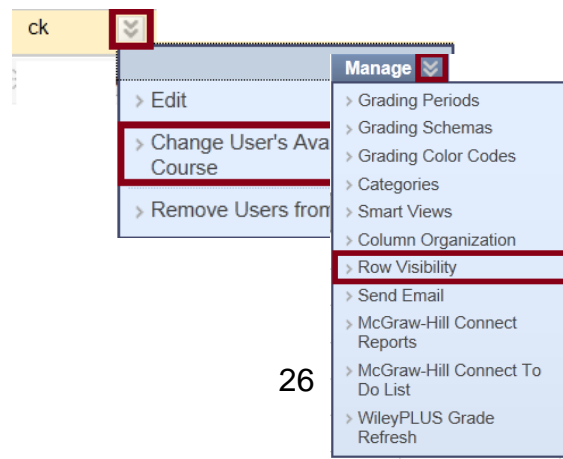 ck
> Edit
> Change User's Ava
Course
> Remove Users from
Manage
> Grading Periods
> Grading Schemas
> Grading Color Codes
> Categories
> Smart Views
> Column Organization
> Row Visibility
> Send Email
> McGraw-Hill Connect
Reports
> McGraw-Hill Connect To
Do List
> WileyPLUS Grade
Refresh
26